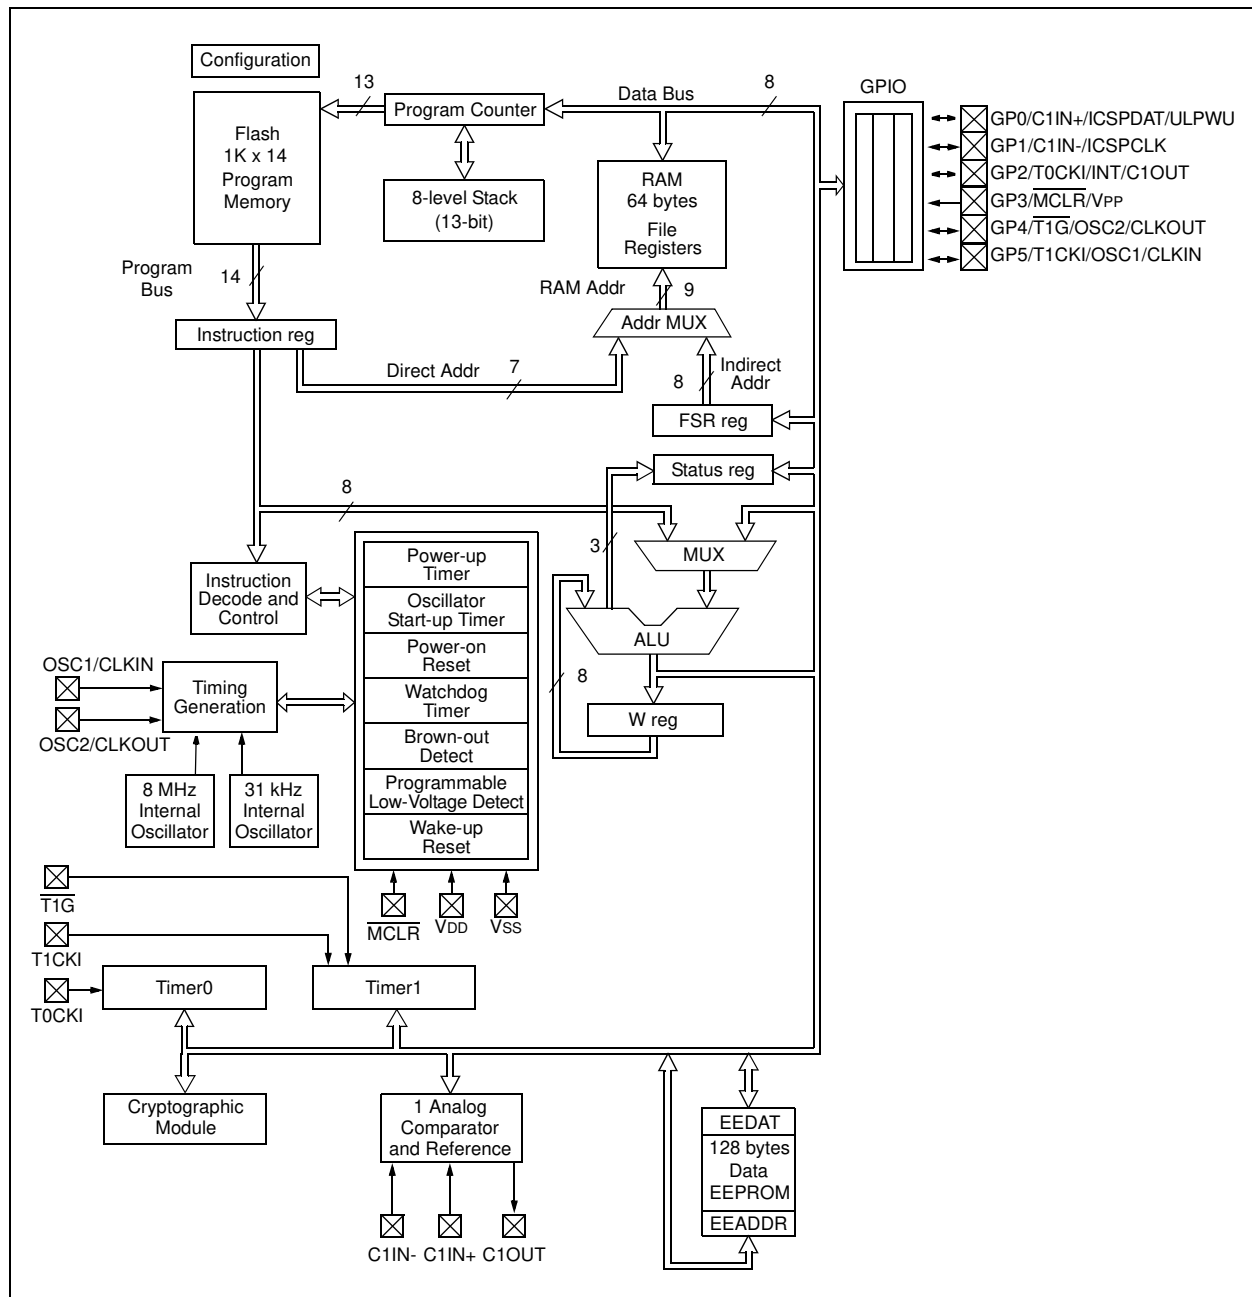 Configuration
13
Program Counter
Data Bus
8
GPIO
Flash
1K x 14
Program
Memory
8-level Stack
(13-bit)
RAM
64 bytes
File
Registers
GP0/C1IN+/ICSPDAT/ULPWU
GP1/C1IN-/ICSPCLK
GP2/T0CKI/INT/C1OUT
GP3/MCLR/VPP
GP4/T1G/OSC2/CLKOUT
GP5/T1CKI/OSC1/CLKIN
Program
Bus
14
RAM Addr
9
Instruction reg
Addr MUX
Direct Addr
7
8
Indirect
Addr
FSR reg
Status reg
8
3
MUX
Instruction
Decode and
Control
Power-up
Timer
Oscillator
Start-up Timer
Power-on
Reset
Watchdog
Timer
Brown-out
Detect
Programmable
Low-Voltage Detect
Wake-up
Reset
ALU
8
W reg
OSC1/CLKIN
Timing
Generation
OSC2/CLKOUT
8 MHz
Internal
Oscillator
31 kHz
Internal
Oscillator
T1G
MCLR
VDD
VSS
T1CKI
T0CKI
Timer0
Timer1
Cryptographic
Module
1 Analog
Comparator
and Reference
EEDAT
128 bytes
Data
EEPROM
EEADDR
C1IN-
C1IN+
C1OUT